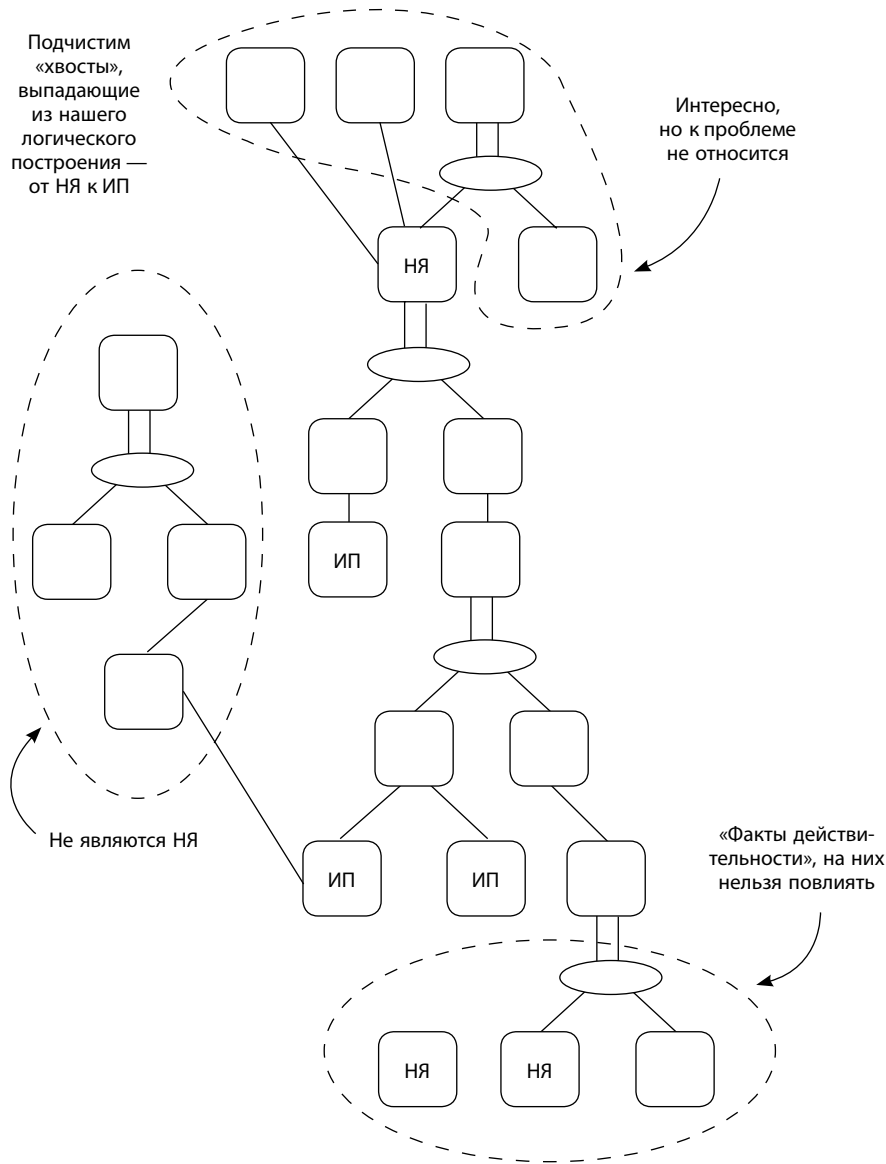 Подчистим
«хвосты»,
выпадающие
из нашего
логического
построения —
от НЯ к ИП
Интересно,
но к проблеме
не относится
НЯ
ИП
Не являются НЯ
ИП
ИП
«Факты действи-
тельности», на них
нельзя повлиять
НЯ
НЯ